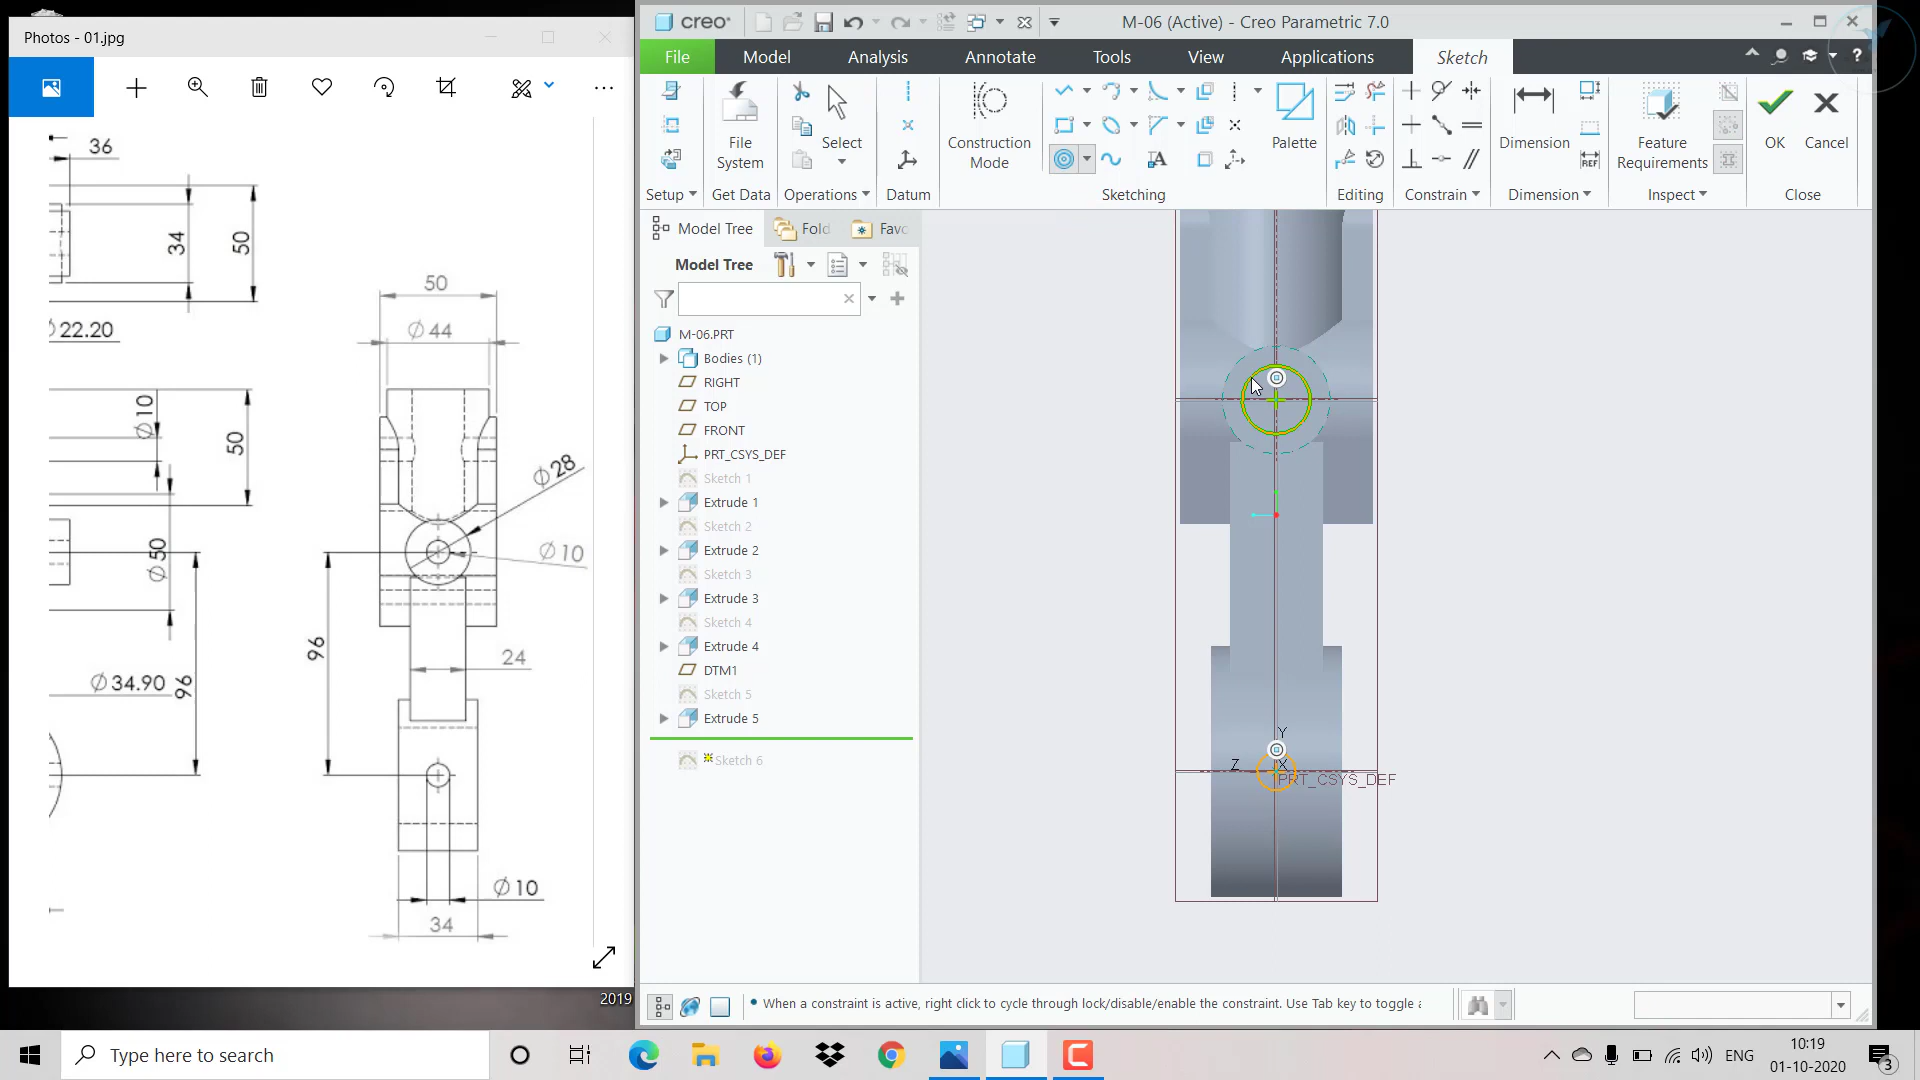 Photos - 01.jpg
36
34
50
22.20
50
Ø 44
Ø10
50
Ø28
Ø10
Ø50
96
96
24
Ø34.90
Ø10
34
2019
creo
M-06 (Active) - Creo Parametric 7.0
File
Model
Analysis
Annotate
Tools
View
Applications
Sketch
File System
Select
Construction Mode
Palette
Dimension
REF
Feature Requirements
OK
Cancel
Setup
Get Data
Operations
Datum
Sketching
Editing
Constrain
Dimension
Inspect
Close
Model Tree
Fold
Favo
Model Tree
M-06.PRT
Bodies (1)
RIGHT
TOP
FRONT
PRT_CSYS_DEF
Sketch 1
Extrude 1
Sketch 2
Extrude 2
Sketch 3
Extrude 3
Sketch 4
Extrude 4
DTM1
Sketch 5
Extrude 5
Sketch 6
Y
Z
X
PRT_CSYS_DEF
When a constraint is active, right click to cycle through lock/disable/enable the constraint. Use Tab key to toggle a
Type here to search
ENG
10:19
01-10-2020
3